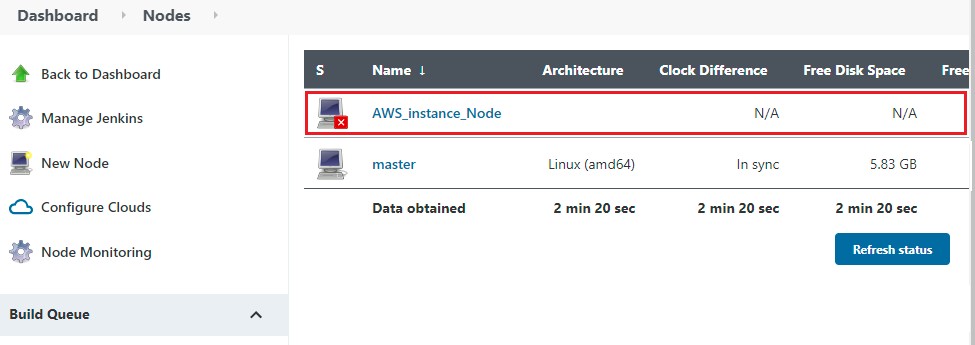 Dashboard Nodes
Back to Dashboard
Manage Jenkins
New Node
Configure Clouds
Node Monitoring
Build Queue
S Name ↓ Architecture Clock Difference Free Disk Space Free
AWS_instance_Node N/A N/A
master Linux (amd64) In sync 5.83 GB
Data obtained 2 min 20 sec 2 min 20 sec 2 min 20 sec
Refresh status